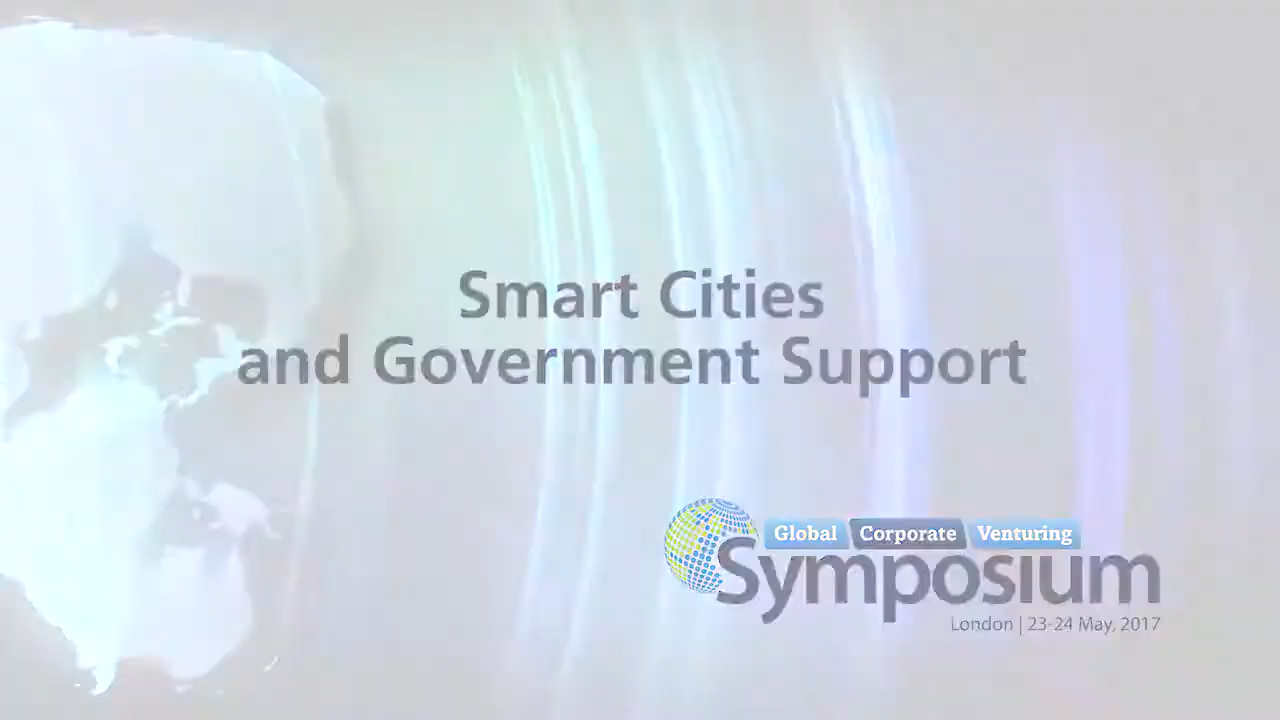 Smart Cities
and Government Support
Global Corporate Venturing
Symposium
London | 23-24 May, 2017